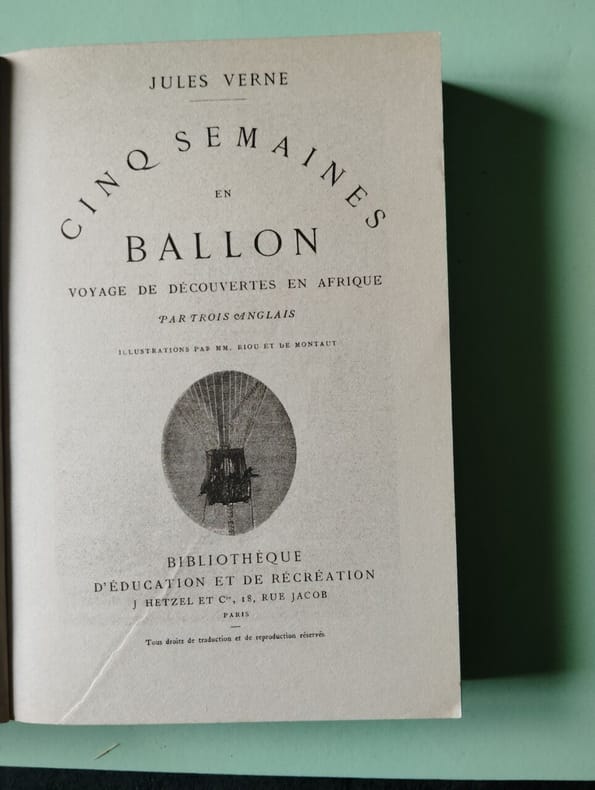 JULES VERNE
CINQ SEMAINES
EN
BALLON
VOYAGE DE DÉCOUVERTES EN AFRIQUE
PAR TROIS ANGLAIS
ILLUSTRATIONS PAR MM. RIOU ET DE MONTAUT
BIBLIOTHÈQUE
D'ÉDUCATION ET DE RÉCRÉATION
J HETZEL ET Cie, 18, RUE JACOB
PARIS
Tous droits de traduction et de reproduction réservés